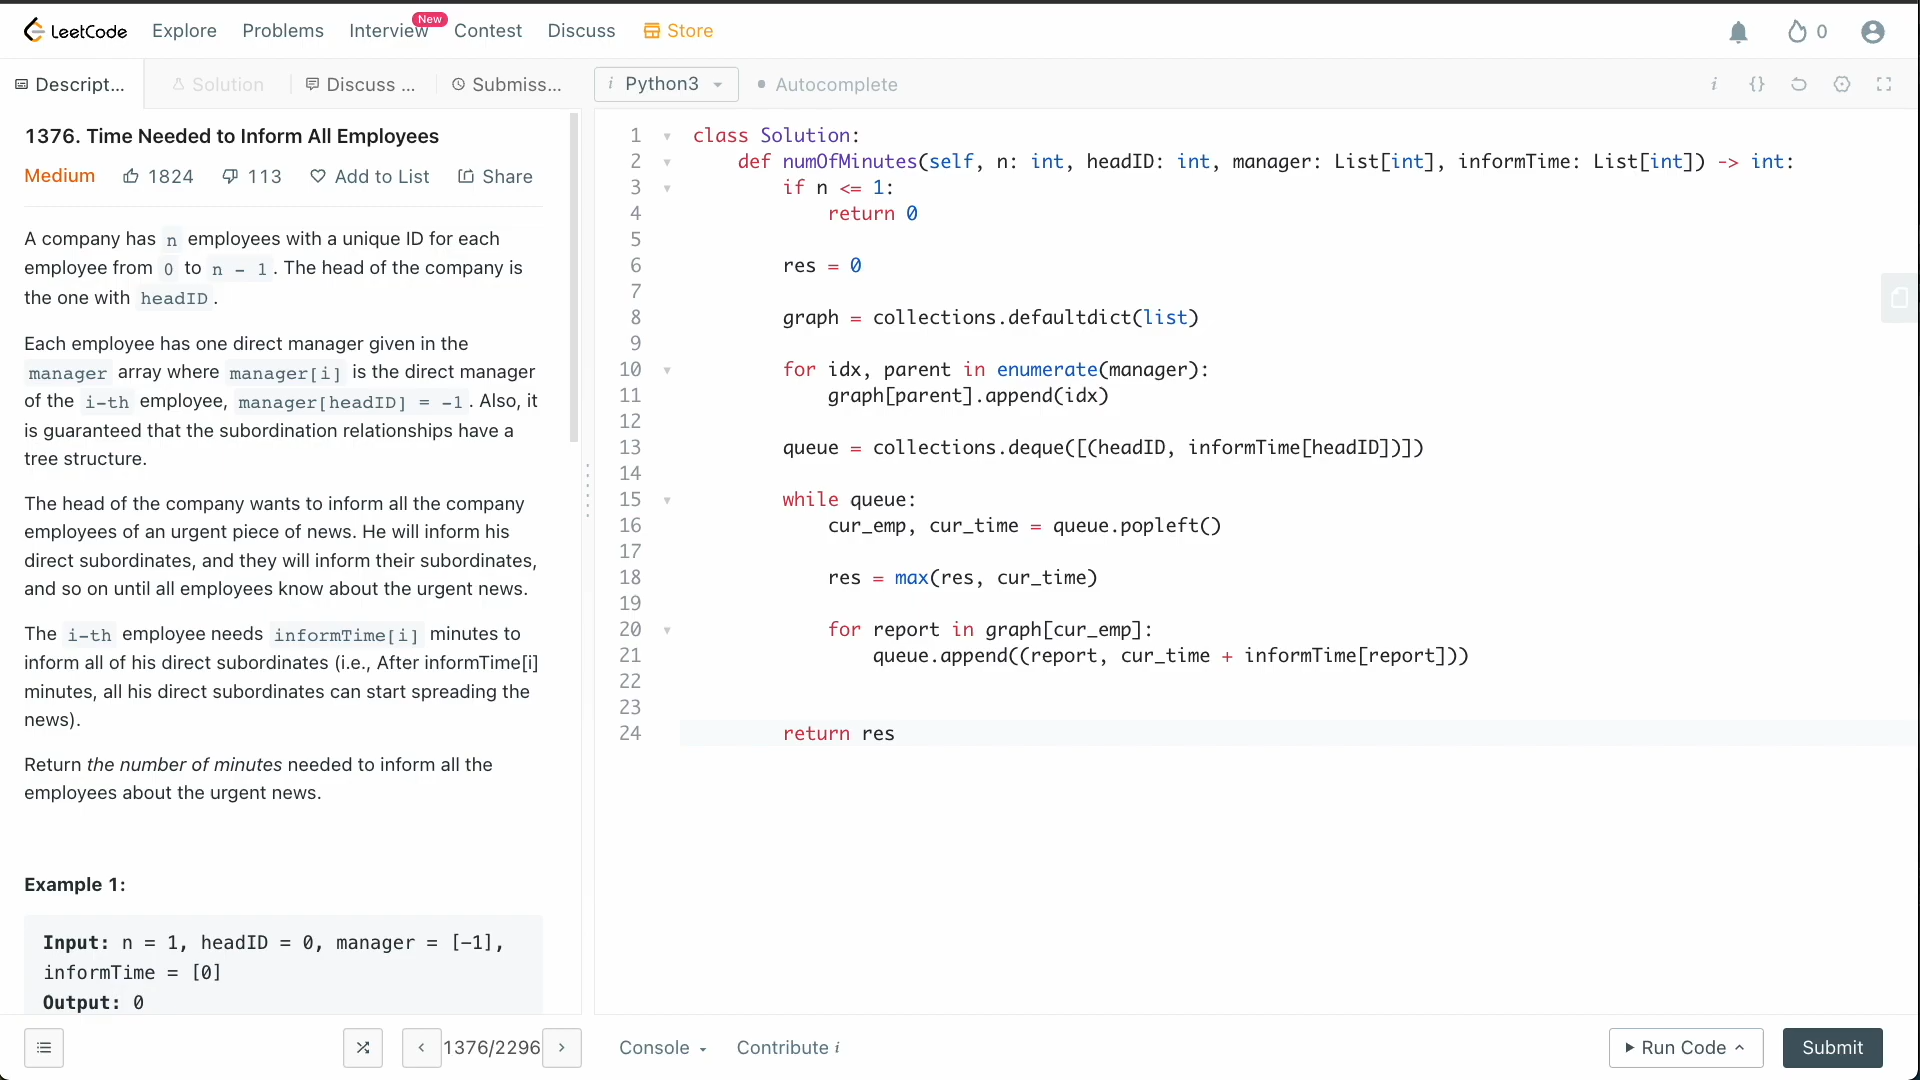 LeetCode Explore Problems Interview New Contest Discuss Store 0
Descript... Solution Discuss ... Submiss... i Python3 Autocomplete i {}
1376. Time Needed to Inform All Employees
Medium 1824 113 Add to List Share
A company has n employees with a unique ID for each
employee from 0 to n - 1. The head of the company is
the one with headID.
Each employee has one direct manager given in the
manager array where manager[i] is the direct manager
of the i-th employee, manager[headID] = -1. Also, it
is guaranteed that the subordination relationships have a
tree structure.
The head of the company wants to inform all the company
employees of an urgent piece of news. He will inform his
direct subordinates, and they will inform their subordinates,
and so on until all employees know about the urgent news.
The i-th employee needs informTime[i] minutes to
inform all of his direct subordinates (i.e., After informTime[i]
minutes, all his direct subordinates can start spreading the
news).
Return the number of minutes needed to inform all the
employees about the urgent news.
Example 1:
Input: n = 1, headID = 0, manager = [-1],
informTime = [0]
Output: 0
1 class Solution:
2     def numOfMinutes(self, n: int, headID: int, manager: List[int], informTime: List[int]) -> int:
3         if n <= 1:
4             return 0
5
6         res = 0
7
8         graph = collections.defaultdict(list)
9
10         for idx, parent in enumerate(manager):
11             graph[parent].append(idx)
12
13         queue = collections.deque([(headID, informTime[headID])])
14
15         while queue:
16             cur_emp, cur_time = queue.popleft()
17
18             res = max(res, cur_time)
19
20             for report in graph[cur_emp]:
21                 queue.append((report, cur_time + informTime[report]))
22
23
24         return res
< 1376/2296 > Console Contribute i Run Code Submit